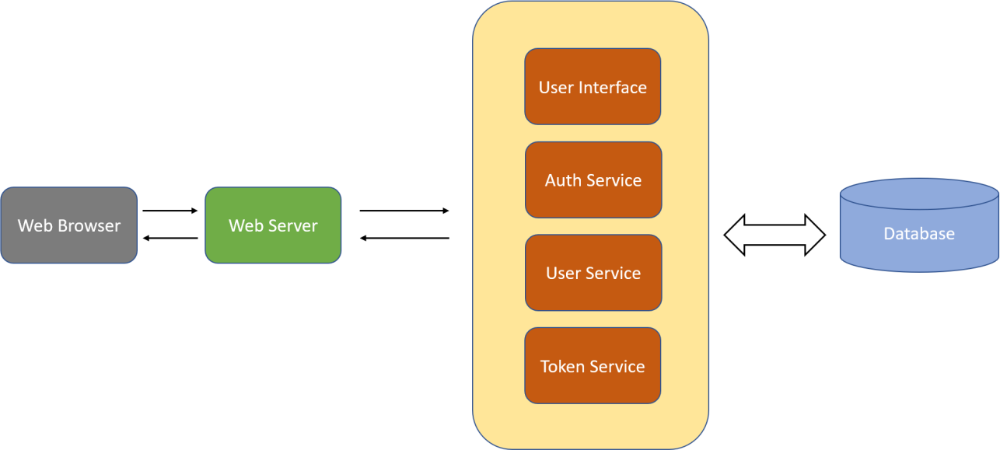 Web Browser
Web Server
User Interface
Auth Service
User Service
Token Service
Database